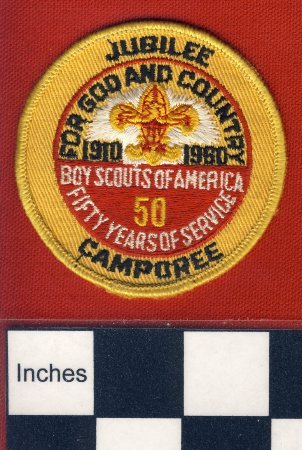 JUBILEE
FOR GOD AND COUNTRY
1910 1960
BOY SCOUTS OF AMERICA
50
FIFTY YEARS OF SERVICE
CAMPOREE
Inches